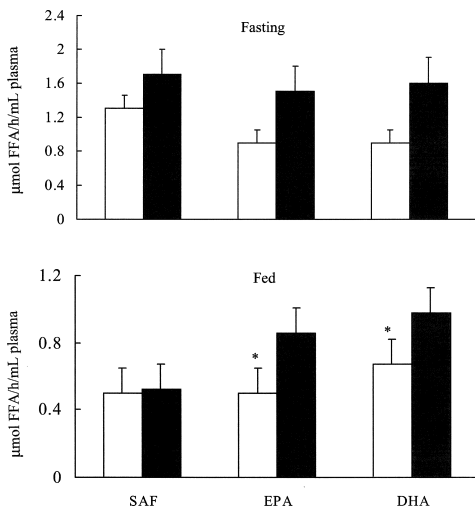 Fasting
µmol FFA/h/mL plasma
2.4
2
1.6
1.2
0.8
0.4
0
Fed
µmol FFA/h/mL plasma
1.2
0.8
0.4
0
*
*
SAF EPA DHA